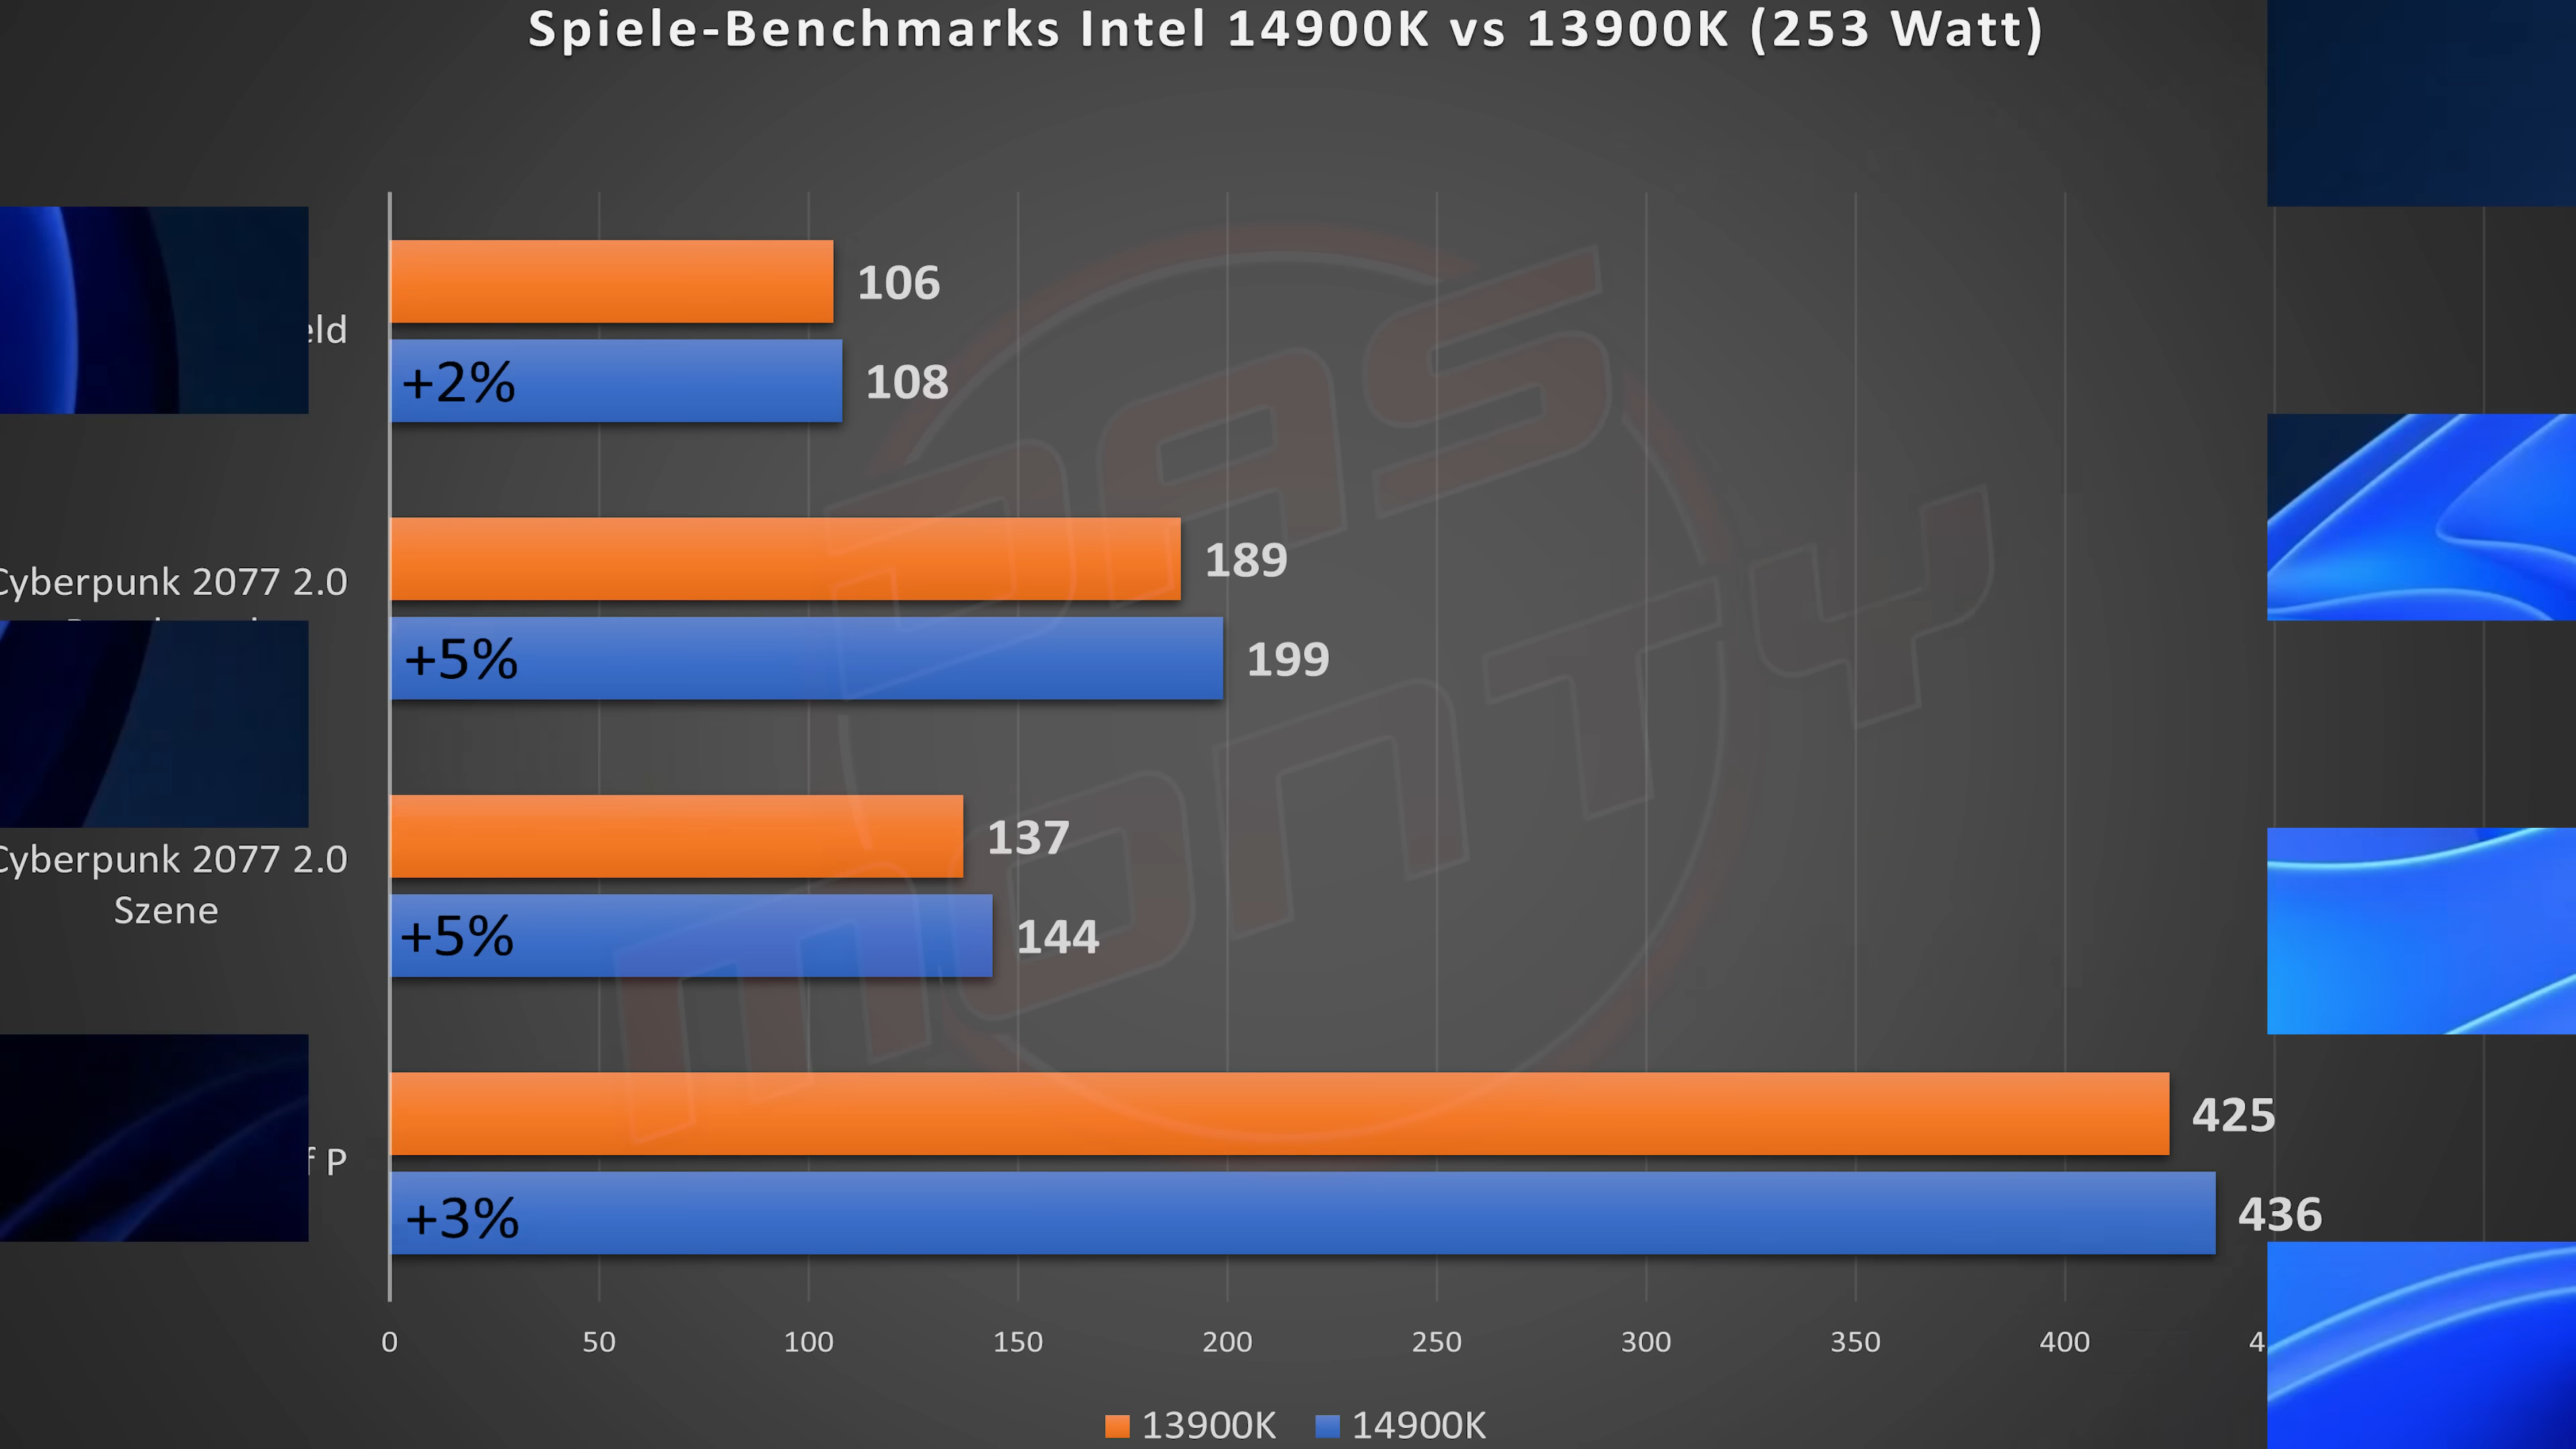 Spiele-Benchmarks Intel 14900K vs 13900K (253 Watt)
106
+2%
108
Cyberpunk 2077 2.0
189
+5%
199
Cyberpunk 2077 2.0
Szene
137
+5%
144
P
425
+3%
436
0 50 100 150 200 250 300 350 400
13900K 14900K
DAS
MONTY